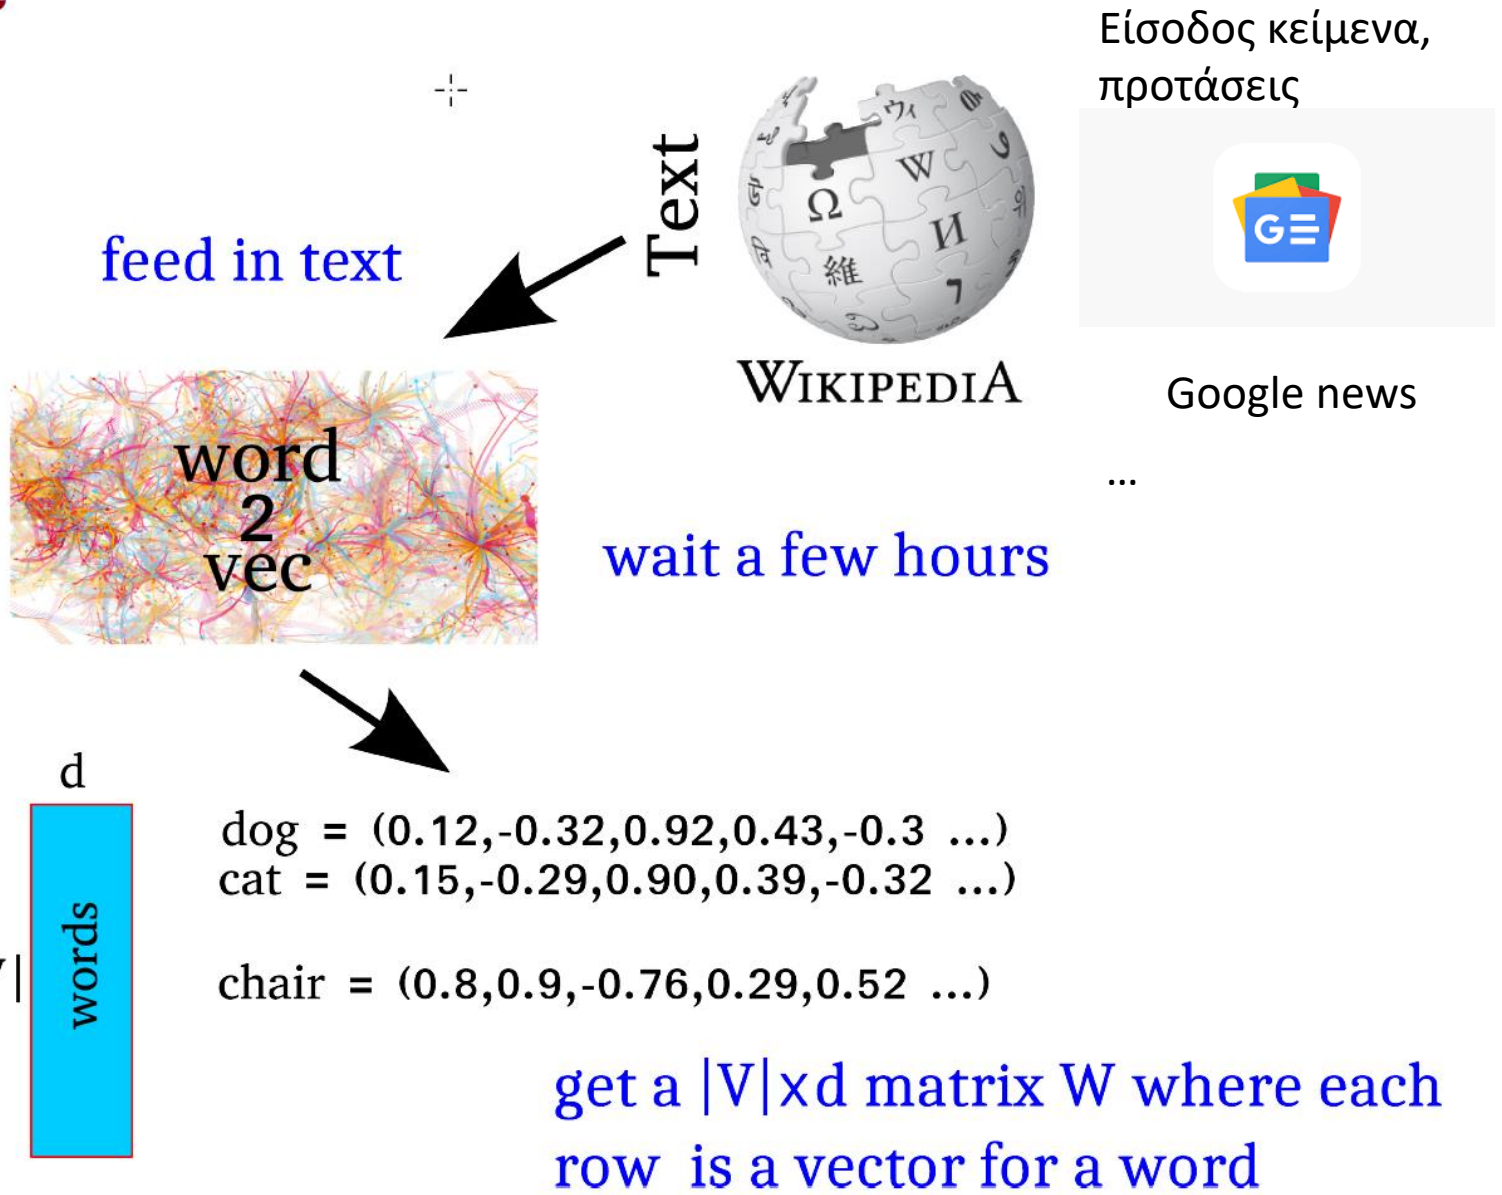 Είσοδος κείμενα,
προτάσεις
Text
feed in text
Ω
W
И
維
ウィ
WIKIPEDIA
G
Google news
...
word
2
vec
wait a few hours
d
|
words
dog = (0.12,-0.32,0.92,0.43,-0.3 ...)
cat = (0.15,-0.29,0.90,0.39,-0.32 ...)
chair = (0.8,0.9,-0.76,0.29,0.52 ...)
get a |V|xd matrix W where each
row is a vector for a word